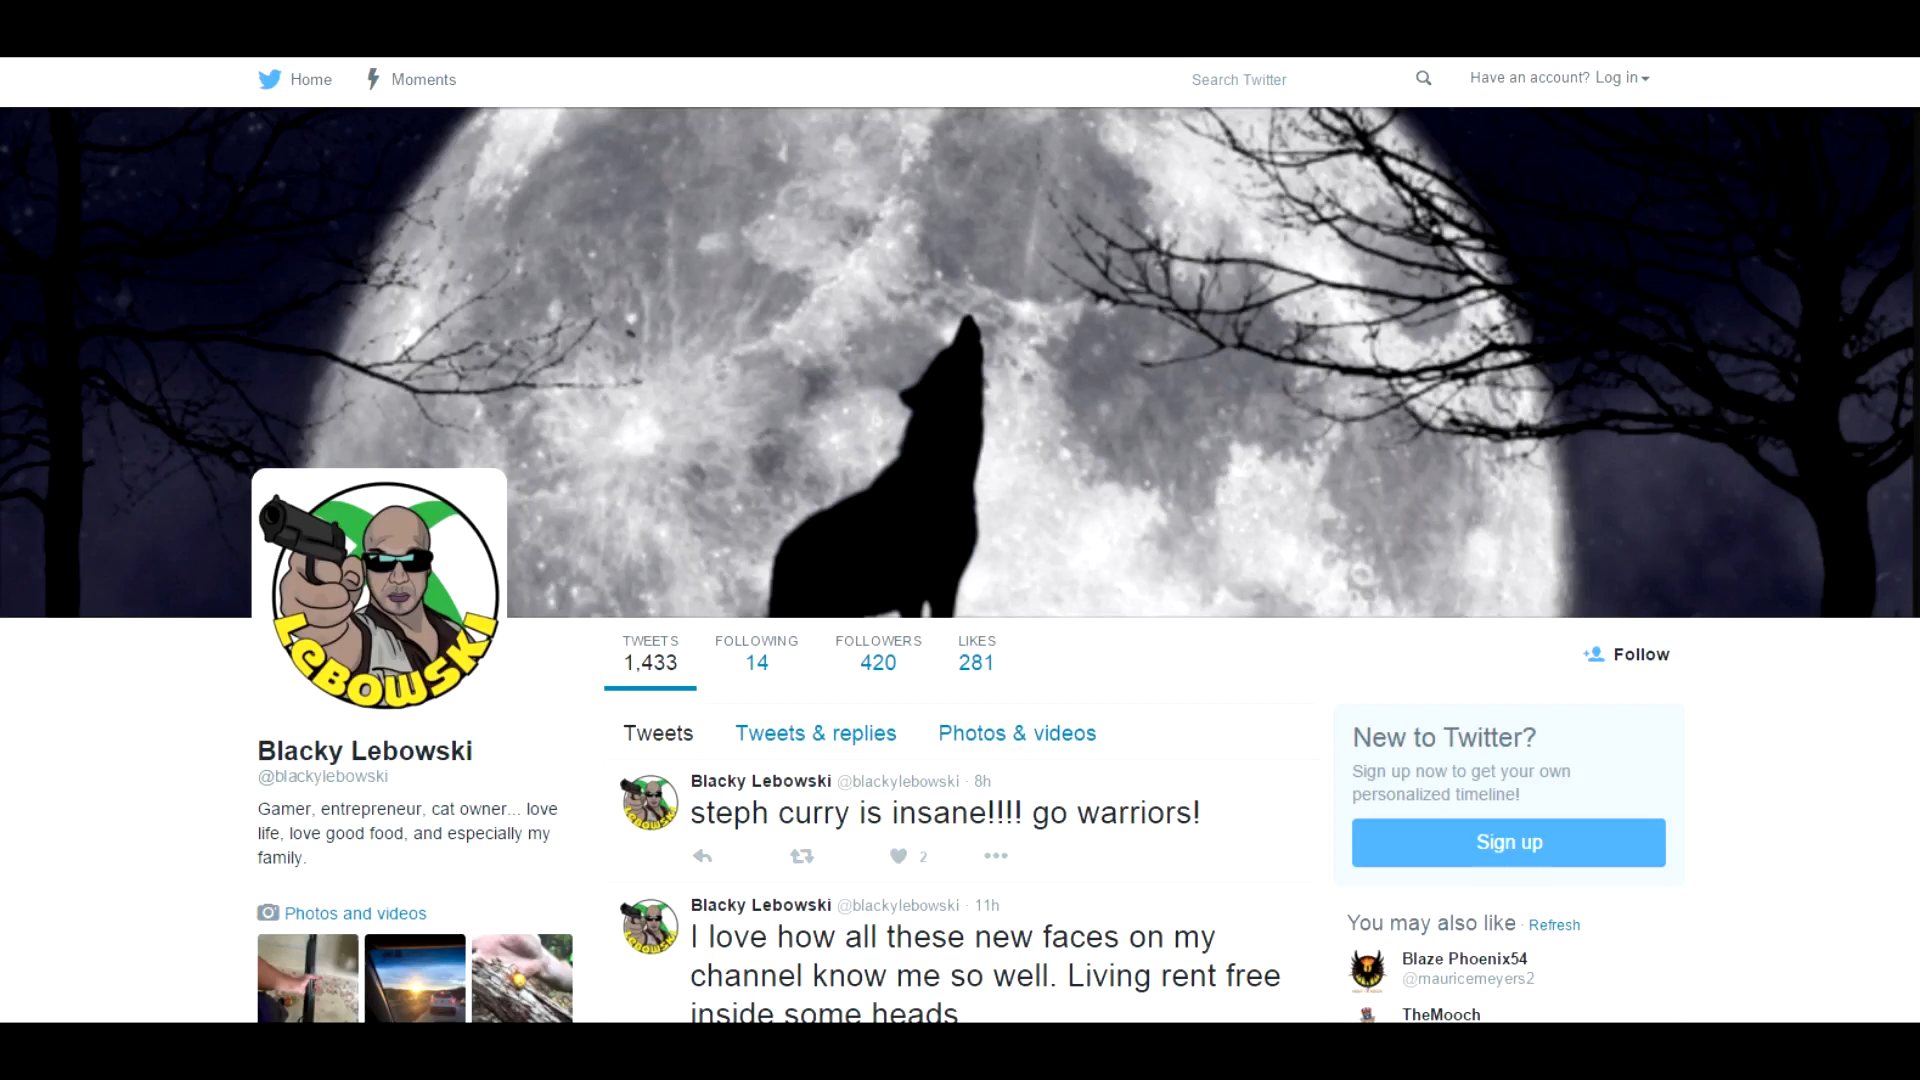 Home
Moments
Search Twitter
Have an account? Log in
TWEETS
1,433
FOLLOWING
14
FOLLOWERS
420
LIKES
281
Follow
LEBOWSKI
Blacky Lebowski
@blackylebowski
Gamer, entrepreneur, cat owner... love
life, love good food, and especially my
family.
Photos and videos
Tweets
Tweets & replies
Photos & videos
Blacky Lebowski @blackylebowski · 8h
steph curry is insane!!!! go warriors!
2
Blacky Lebowski @blackylebowski · 11h
I love how all these new faces on my
channel know me so well. Living rent free
inside some heads
New to Twitter?
Sign up now to get your own
personalized timeline!
Sign up
You may also like · Refresh
Blaze Phoenix54
@mauricemeyers2
TheMooch